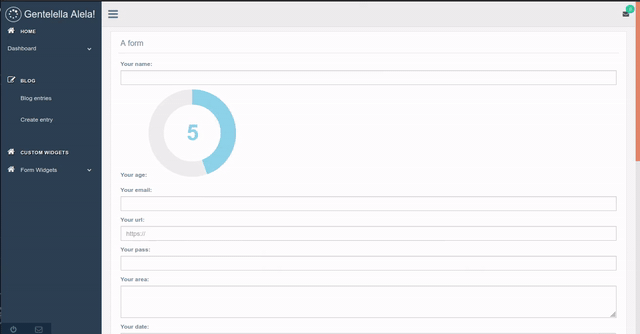 Gentelella Alela!
HOME
Dashboard
BLOG
Blog entries
Create entry
CUSTOM WIDGETS
Form Widgets
A form
Your name:
5
Your age:
Your email:
Your url:
https://
Your pass:
Your area:
Your date: